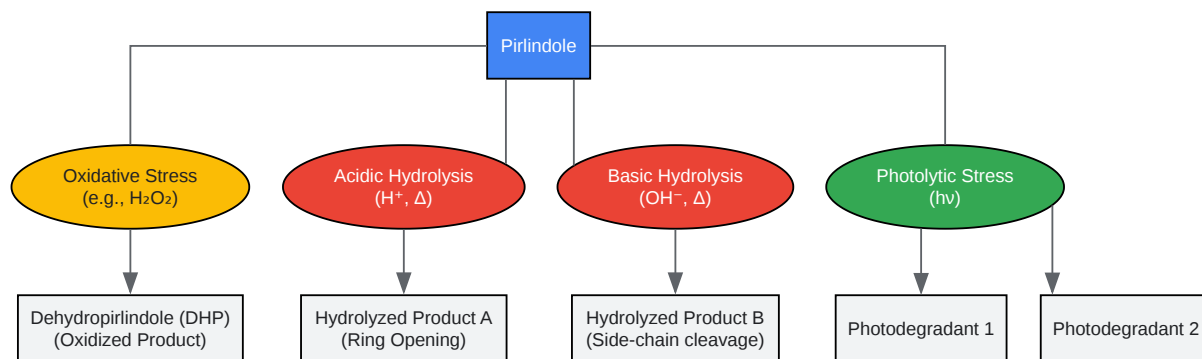 Pirlindole
Oxidative Stress
(e.g., H₂O₂)
Acidic Hydrolysis
(H⁺, Δ)
Basic Hydrolysis
(OH⁻, Δ)
Photolytic Stress
(hν)
Dehydropirlindole (DHP)
(Oxidized Product)
Hydrolyzed Product A
(Ring Opening)
Hydrolyzed Product B
(Side-chain cleavage)
Photodegradant 1
Photodegradant 2